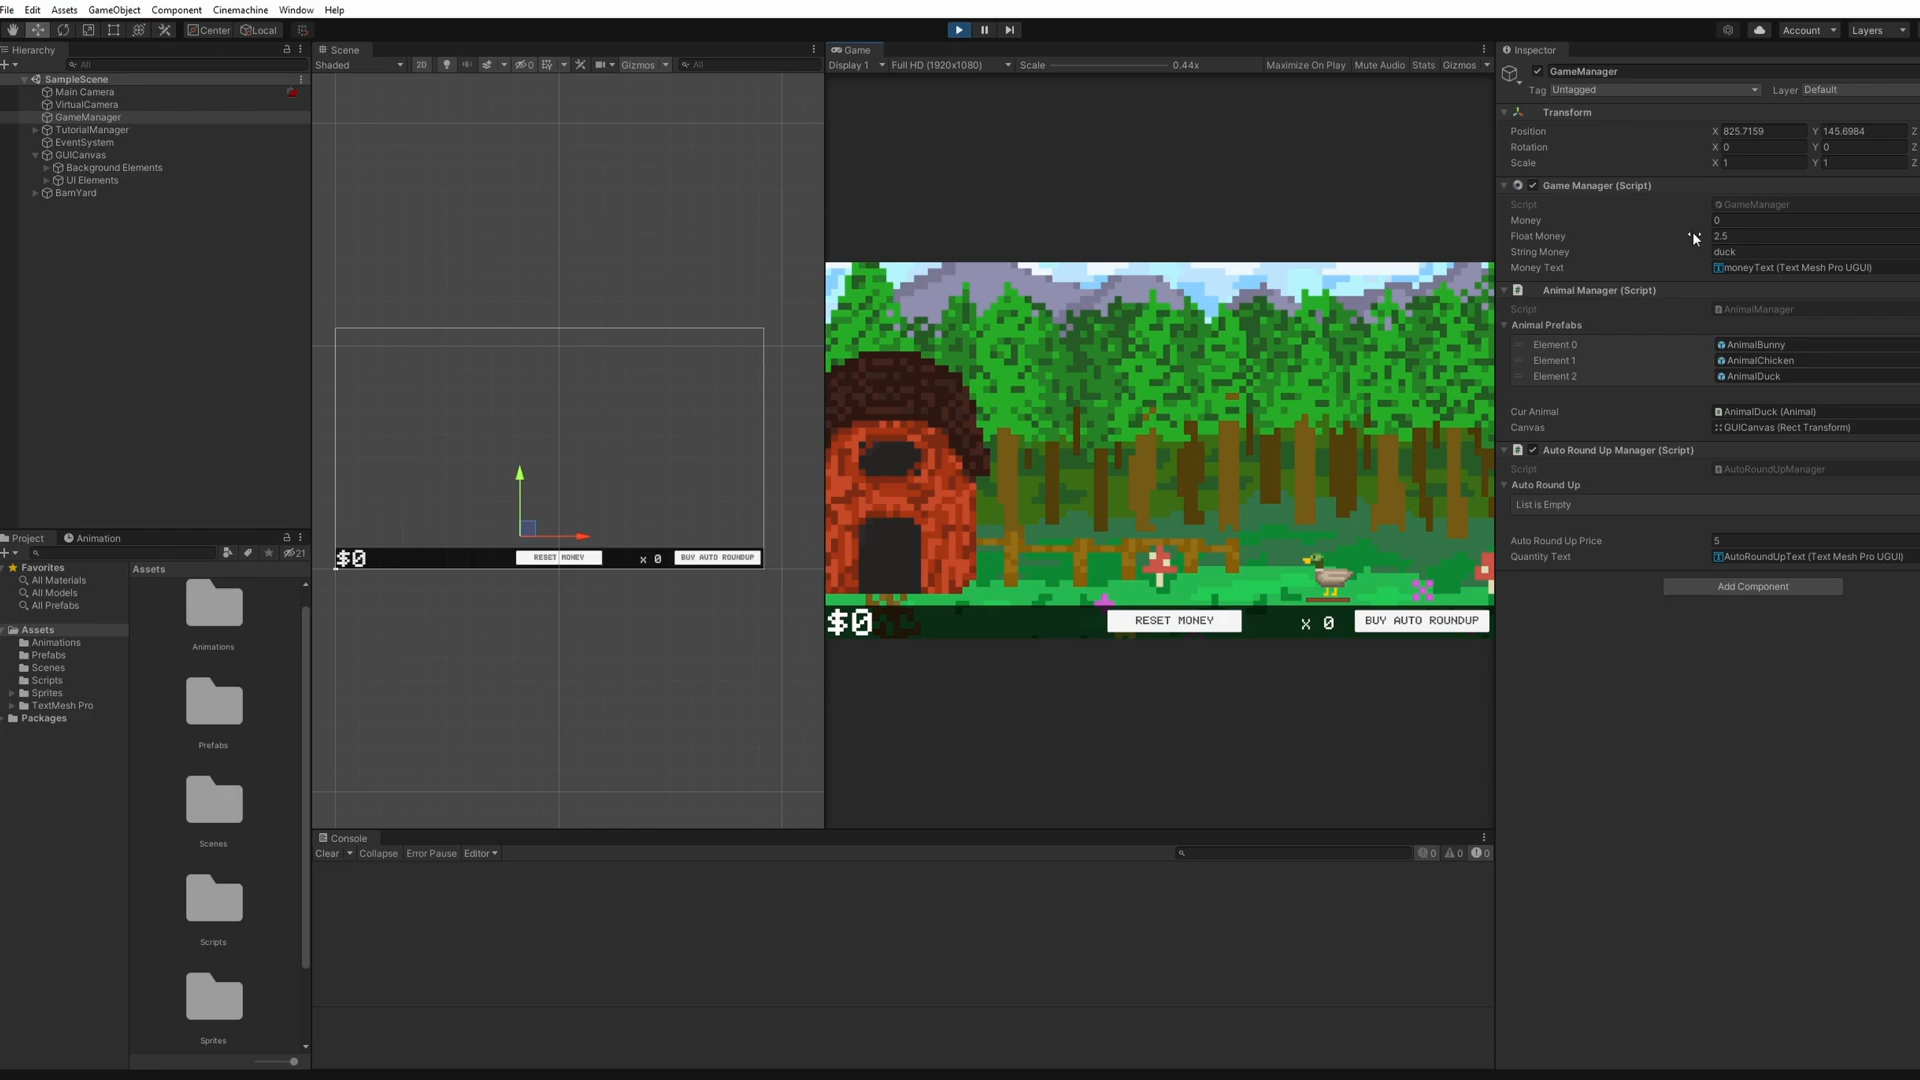 File Edit Assets GameObject Component Cinemachine Window Help
Center Local
Account Layers
Hierarchy
All
SampleScene
Main Camera
VirtualCamera
GameManager
TutorialManager
EventSystem
GUICanvas
Background Elements
UI Elements
BarnYard
Scene
Shaded 2D 0 Gizmos All
$0 RESET MONEY x 0 BUY AUTO ROUNDUP
Game
Display 1 Full HD (1920x1080) Scale 0.44x Maximize On Play Mute Audio Stats Gizmos
$0 RESET MONEY x 0 BUY AUTO ROUNDUP
Project Animation
21
Favorites
All Materials
All Models
All Prefabs
Assets
Animations
Prefabs
Scenes
Scripts
Sprites
TextMesh Pro
Packages
Assets
Animations
Prefabs
Scenes
Scripts
Sprites
Console
Clear Collapse Error Pause Editor
0 0 0
Inspector
GameManager
Tag Untagged Layer Default
Transform
Position X 825.7159 Y 145.6984 Z
Rotation X 0 Y 0 Z
Scale X 1 Y 1 Z
Game Manager (Script)
Script GameManager
Money 0
Float Money 2.5
String Money duck
Money Text moneyText (Text Mesh Pro UGUI)
Animal Manager (Script)
Script AnimalManager
Animal Prefabs
Element 0 AnimalBunny
Element 1 AnimalChicken
Element 2 AnimalDuck
Cur Animal AnimalDuck (Animal)
Canvas GUICanvas (Rect Transform)
Auto Round Up Manager (Script)
Script AutoRoundUpManager
Auto Round Up
List is Empty
Auto Round Up Price 5
Quantity Text AutoRoundUpText (Text Mesh Pro UGUI)
Add Component